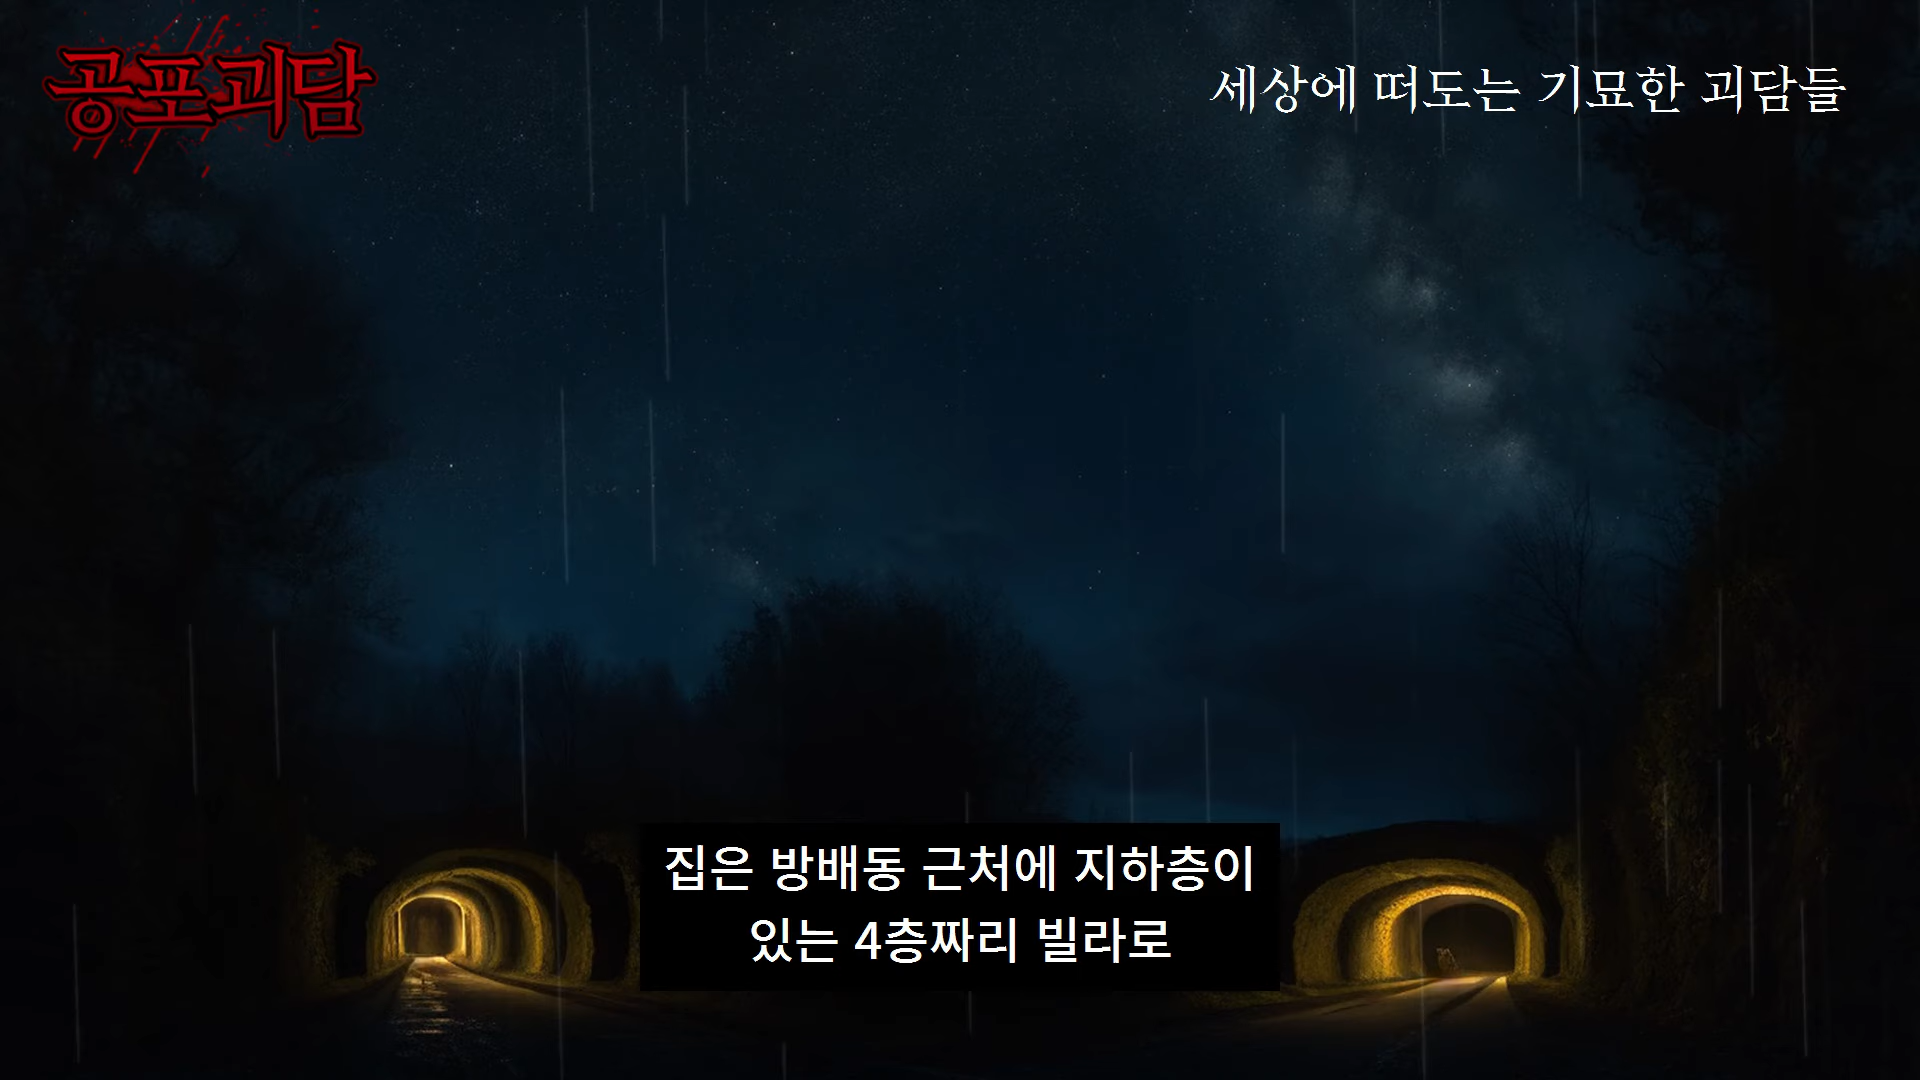 공포괴담
세상에 떠도는 기묘한 괴담들
집은 방배동 근처에 지하층이
있는 4층짜리 빌라로